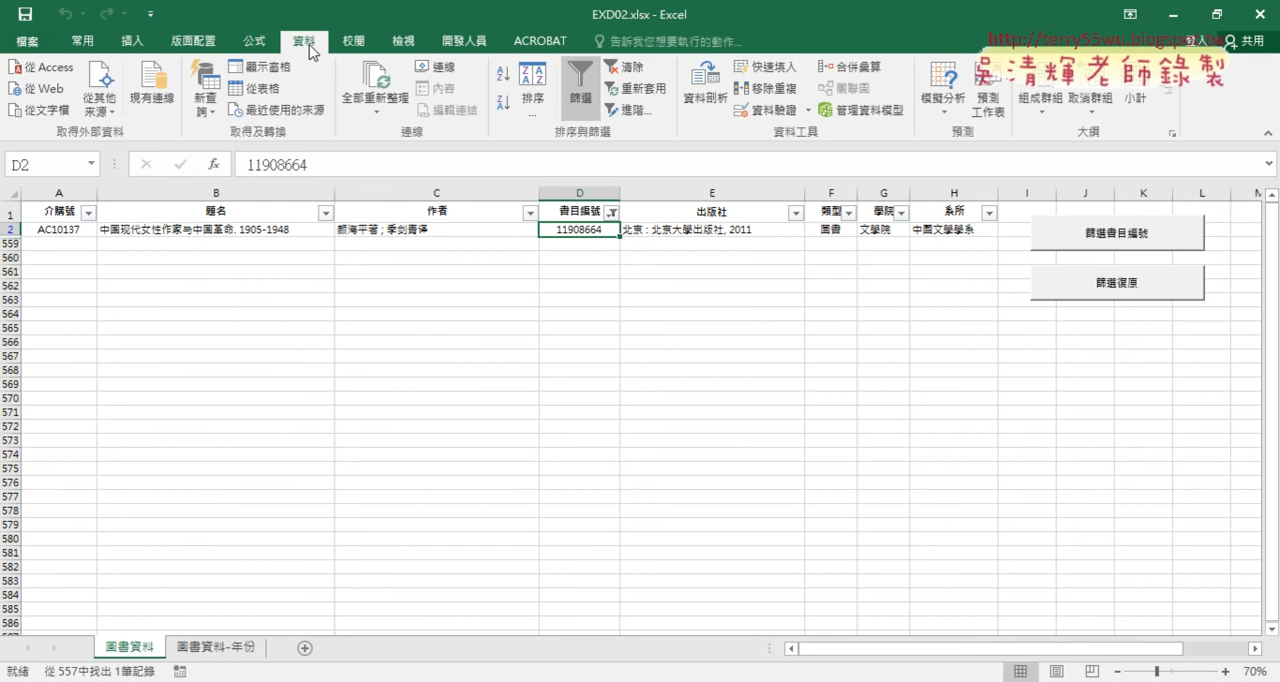 EXD02.xlsx - Excel
檔案 常用 插入 版面配置 公式 資料 校閱 檢視 開發人員 ACROBAT 告訴我您想要執行的動作... 登入 共用
http://terry55wu.blogspot.tw
吳清輝老師錄製
從 Access
從 Web
從文字檔
從其他來源
現有連線
取得外部資料
新查詢
顯示窗格
從表格
最近使用的來源
取得及轉換
全部重新整理
連線
內容
編輯連結
連線
排序...
篩選
清除
重新套用
進階...
排序與篩選
資料剖析
快速填入
移除重複
資料驗證
合併彙算
關聯圖
管理資料模型
資料工具
模擬分析
預測工作表
預測
組成群組
取消群組
小計
大綱
D2 fx 11908664
A B C D E F G H I J K L M
1 介購號 題名 作者 書目編號 出版社 類型 學院 系所
2 AC10137 中国现代女性作家与中国革命. 1905-1948 顏海平著 ; 季剑青译 11908664 北京 : 北京大學出版社, 2011 圖書 文學院 中國文學學系
篩選書目編號
篩選復原
559
560
561
562
563
564
565
566
567
568
569
570
571
572
573
574
575
576
577
578
579
580
581
582
583
584
585
586
圖書資料 圖書資料-年份
就緒 從 557中找出 1筆記錄 70%